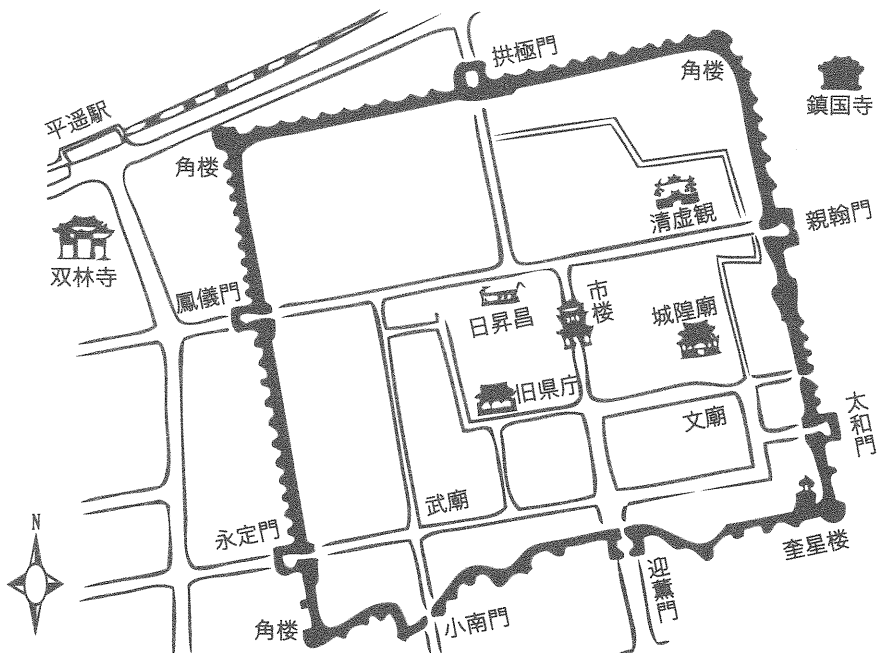 拱極門
角楼
鎮国寺
平遥駅
角楼
清虚観
親翰門
双林寺
鳳儀門
日昇昌
市楼
城隍廟
旧県庁
文廟
太和門
武廟
N
永定門
奎星楼
迎薫門
角楼
小南門